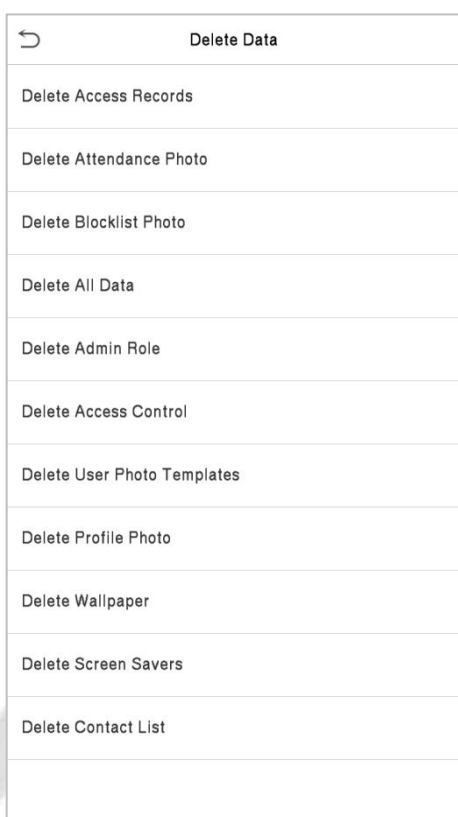 Delete Data
Delete Access Records
Delete Attendance Photo
Delete Blocklist Photo
Delete All Data
Delete Admin Role
Delete Access Control
Delete User Photo Templates
Delete Profile Photo
Delete Wallpaper
Delete Screen Savers
Delete Contact List